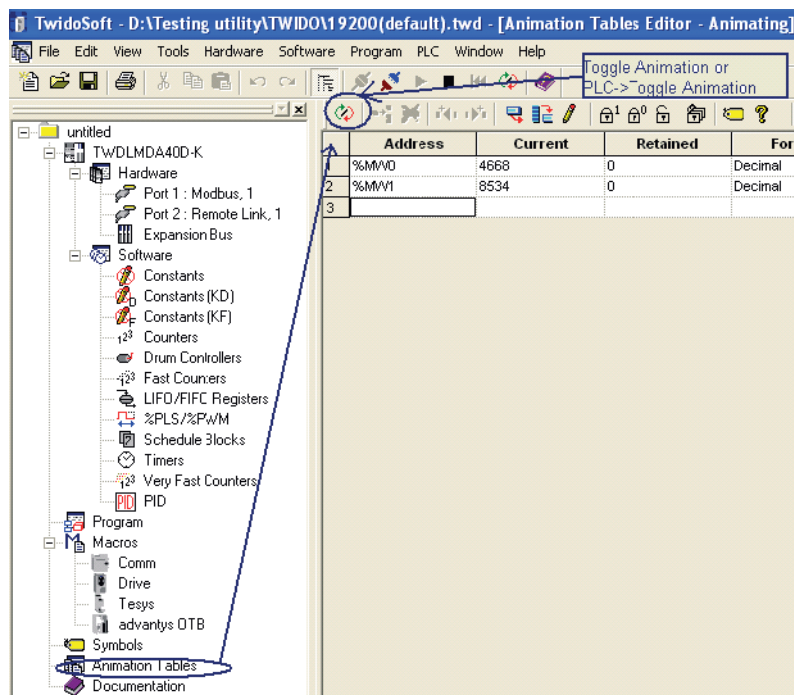 TwidoSoft - D:\Testing utility\TWIDO\19200(default).twd - [Animation Tables Editor - Animating]
File Edit View Tools Hardware Software Program PLC Window Help
Toggle Animation or
PLC->Toggle Animation
untitled
TWDLMDA40D-K
Hardware
Port 1 : Modbus, 1
Port 2 : Remote Link, 1
Expansion Bus
Software
Constants
Constants (KD)
Constants (KF)
Counters
Drum Controllers
Fast Counters
LIFO/FIFC Registers
%PLS/%PWM
Schedule Blocks
Timers
Very Fast Counters
PID PID
Program
Macros
Comm
Drive
Tesys
advantys OTB
Symbols
Animation Tables
Documentation
Address Current Retained For
1 %MW0 4668 0 Decimal
2 %MW1 8534 0 Decimal
3